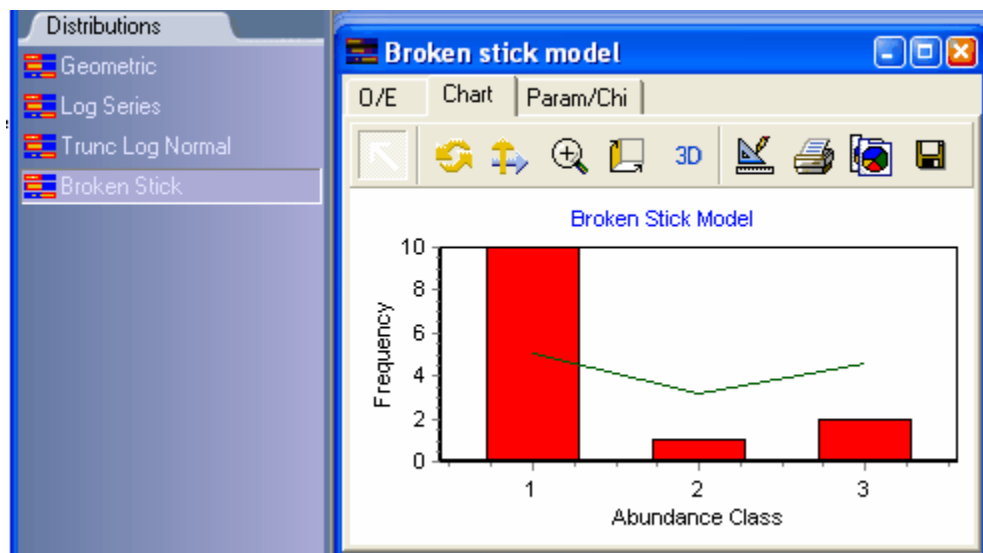 Distributions
Geometric
Log Series
Trunc Log Normal
Broken Stick
Broken stick model
O/E Chart Param/Chi
3D
Broken Stick Model
Frequency
10
8
6
4
2
0
1 2 3
Abundance Class